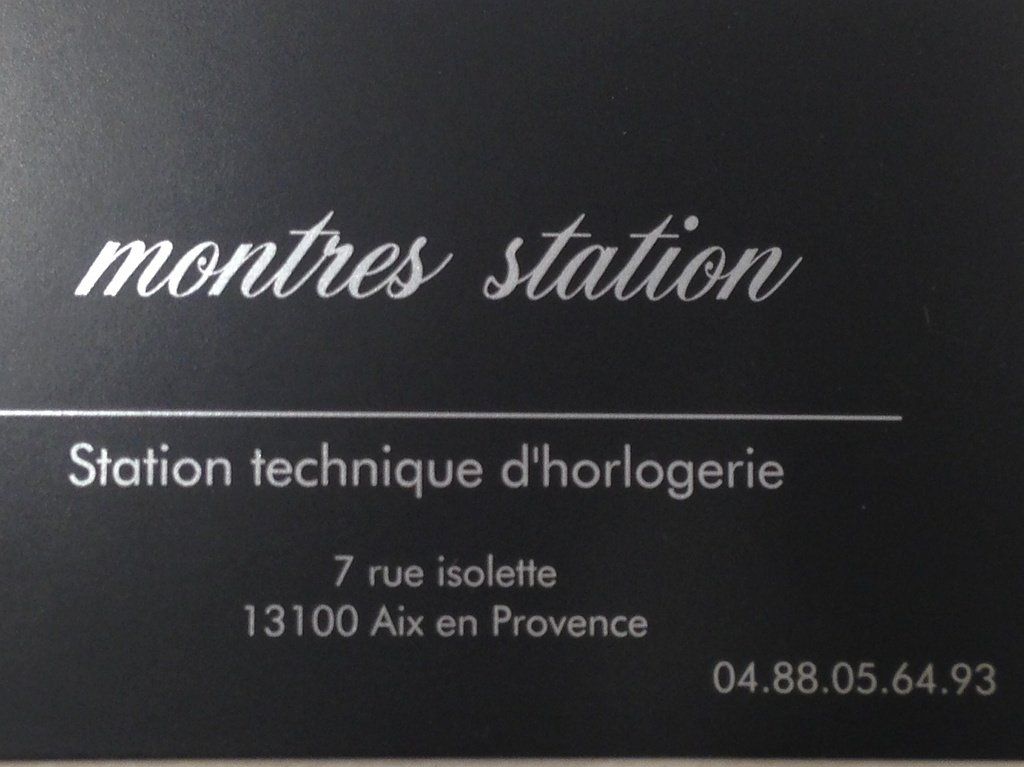 montres station
Station technique d'horlogerie
7 rue isolette
13100 Aix en Provence
04.88.05.64.93